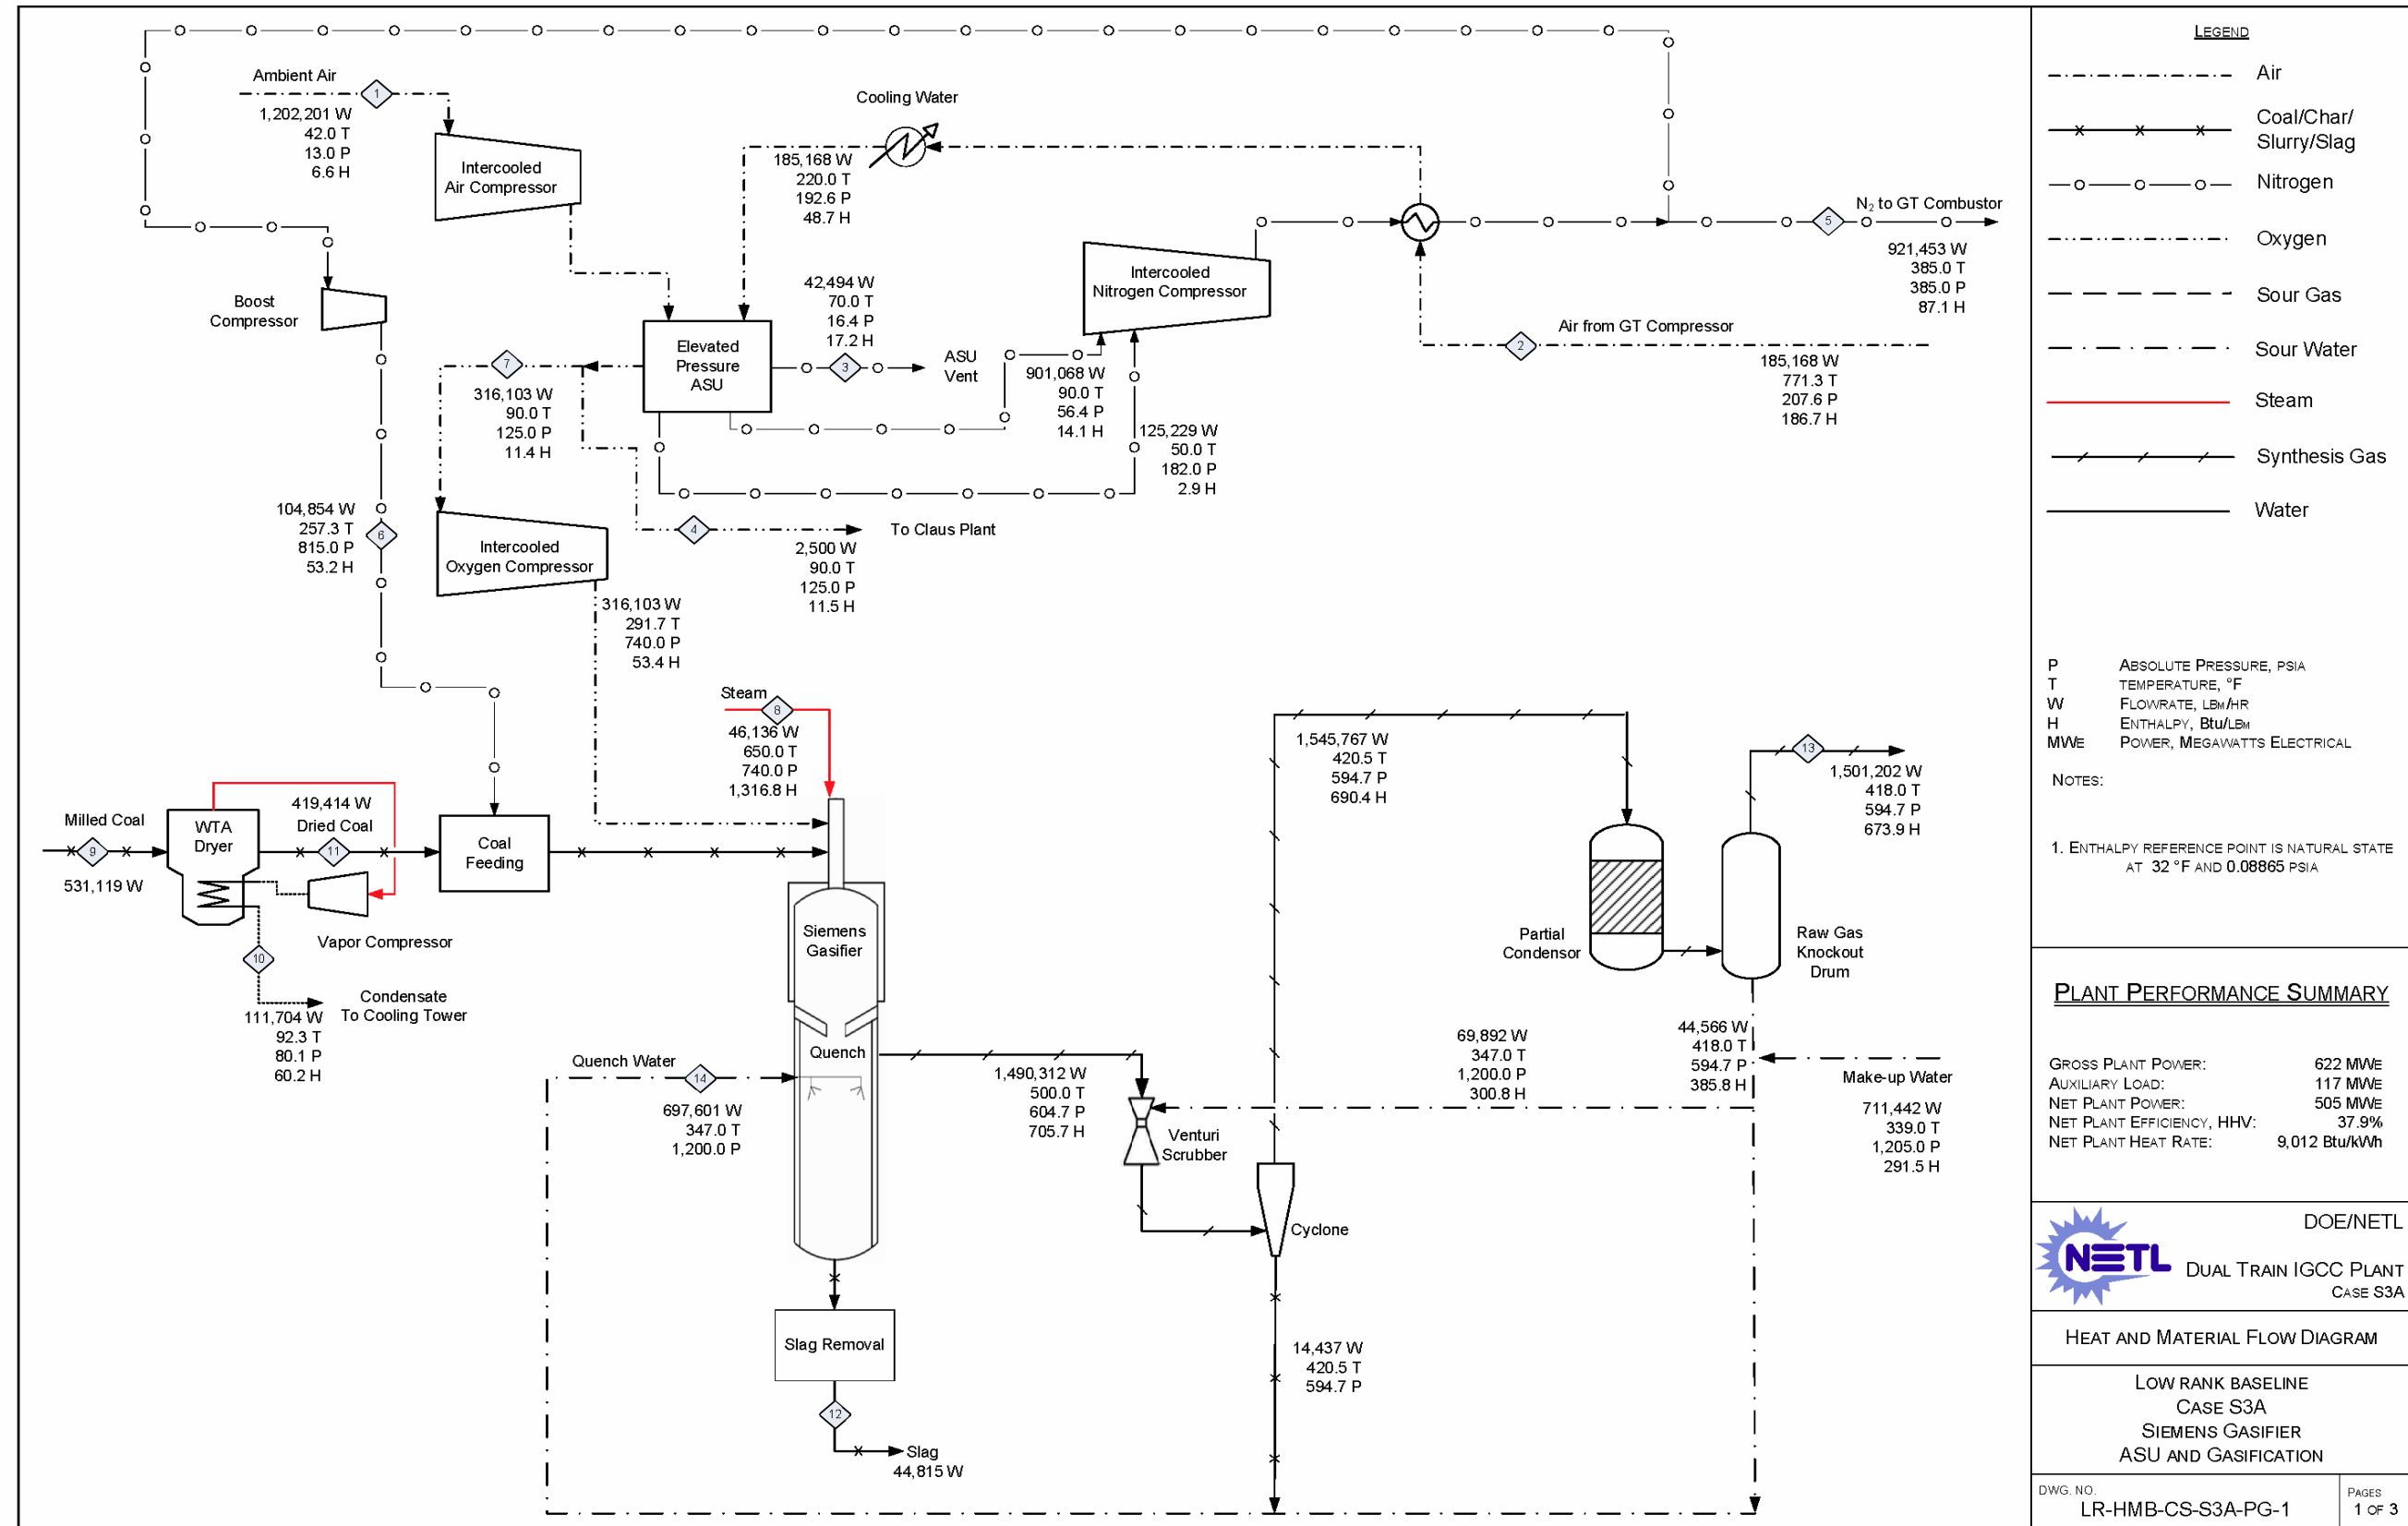 Ambient Air
1
1,202,201 W
42.0 T
13.0 P
6.6 H
Intercooled
Air Compressor
Cooling Water
185,168 W
220.0 T
192.6 P
48.7 H
Boost
Compressor
42,494 W
70.0 T
16.4 P
17.2 H
Elevated
Pressure
ASU
3
ASU
Vent
Intercooled
Nitrogen Compressor
901,068 W
90.0 T
56.4 P
14.1 H
125,229 W
50.0 T
182.0 P
2.9 H
N2 to GT Combustor
5
921,453 W
385.0 T
385.0 P
87.1 H
Air from GT Compressor
2
185,168 W
771.3 T
207.6 P
186.7 H
7
316,103 W
90.0 T
125.0 P
11.4 H
104,854 W
257.3 T
815.0 P
53.2 H
6
Intercooled
Oxygen Compressor
4
To Claus Plant
2,500 W
90.0 T
125.0 P
11.5 H
316,103 W
291.7 T
740.0 P
53.4 H
Steam
8
46,136 W
650.0 T
740.0 P
1,316.8 H
Milled Coal
9
531,119 W
WTA
Dryer
419,414 W
Dried Coal
11
Coal
Feeding
Vapor Compressor
10
Condensate
To Cooling Tower
111,704 W
92.3 T
80.1 P
60.2 H
Siemens
Gasifier
Quench
Quench Water
14
697,601 W
347.0 T
1,200.0 P
1,490,312 W
500.0 T
604.7 P
705.7 H
Venturi
Scrubber
Cyclone
1,545,767 W
420.5 T
594.7 P
690.4 H
Partial
Condensor
Raw Gas
Knockout
Drum
13
1,501,202 W
418.0 T
594.7 P
673.9 H
69,892 W
347.0 T
1,200.0 P
300.8 H
44,566 W
418.0 T
594.7 P
385.8 H
Make-up Water
711,442 W
339.0 T
1,205.0 P
291.5 H
14,437 W
420.5 T
594.7 P
Slag Removal
12
Slag
44,815 W
LEGEND
Air
Coal/Char/
Slurry/Slag
Nitrogen
Oxygen
Sour Gas
Sour Water
Steam
Synthesis Gas
Water
P ABSOLUTE PRESSURE, PSIA
T TEMPERATURE, °F
W FLOWRATE, LBM/HR
H ENTHALPY, Btu/LBM
MWE POWER, MEGAWATTS ELECTRICAL
NOTES:
1. ENTHALPY REFERENCE POINT IS NATURAL STATE
AT 32 °F AND 0.08865 PSIA
PLANT PERFORMANCE SUMMARY
GROSS PLANT POWER: 622 MWE
AUXILIARY LOAD: 117 MWE
NET PLANT POWER: 505 MWE
NET PLANT EFFICIENCY, HHV: 37.9%
NET PLANT HEAT RATE: 9,012 Btu/kWh
NETL
DOE/NETL
DUAL TRAIN IGCC PLANT
CASE S3A
HEAT AND MATERIAL FLOW DIAGRAM
LOW RANK BASELINE
CASE S3A
SIEMENS GASIFIER
ASU AND GASIFICATION
DWG. NO.
LR-HMB-CS-S3A-PG-1
PAGES
1 OF 3